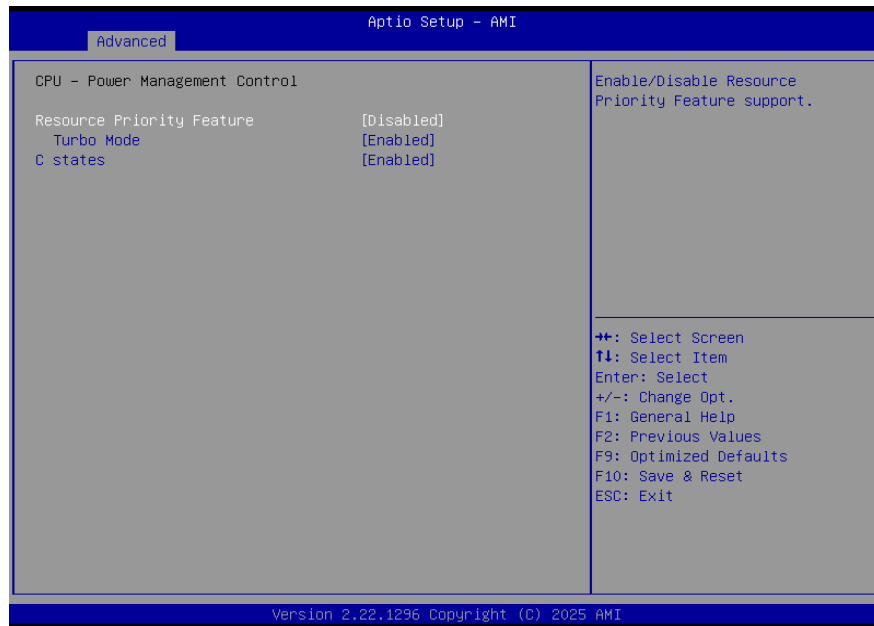 Aptio Setup – AMI
Advanced
CPU – Power Management Control
Resource Priority Feature [Disabled]
Turbo Mode [Enabled]
C states [Enabled]
Enable/Disable Resource
Priority Feature support.
→←: Select Screen
↑↓: Select Item
Enter: Select
+/-: Change Opt.
F1: General Help
F2: Previous Values
F9: Optimized Defaults
F10: Save & Reset
ESC: Exit
Version 2.22.1296 Copyright (C) 2025 AMI